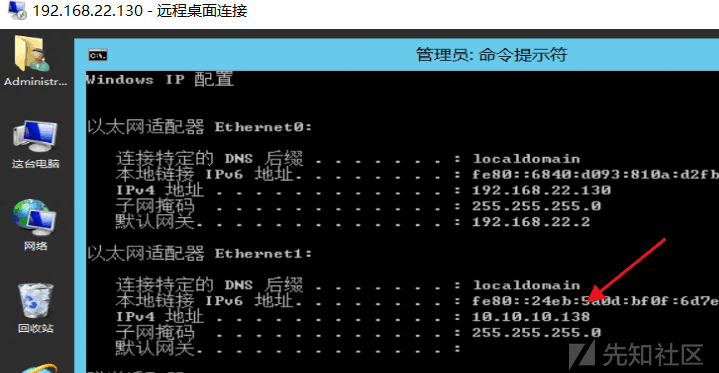 192.168.22.130 - 远程桌面连接
Administr...
这台电脑
网络
回收站
管理员: 命令提示符
Windows IP 配置
以太网适配器 Ethernet0:
连接特定的 DNS 后缀 . . . . . . . : localdomain
本地链接 IPv6 地址. . . . . . . . : fe80::6840:d093:810a:d2fb
IPv4 地址 . . . . . . . . . . . . : 192.168.22.130
子网掩码 . . . . . . . . . . . . : 255.255.255.0
默认网关. . . . . . . . . . . . . : 192.168.22.2
以太网适配器 Ethernet1:
连接特定的 DNS 后缀 . . . . . . . : localdomain
本地链接 IPv6 地址. . . . . . . . : fe80::24eb:5a0d:bf0f:6d7e
IPv4 地址 . . . . . . . . . . . . : 10.10.10.138
子网掩码 . . . . . . . . . . . . : 255.255.255.0
默认网关. . . . . . . . . . . . . :
先知社区